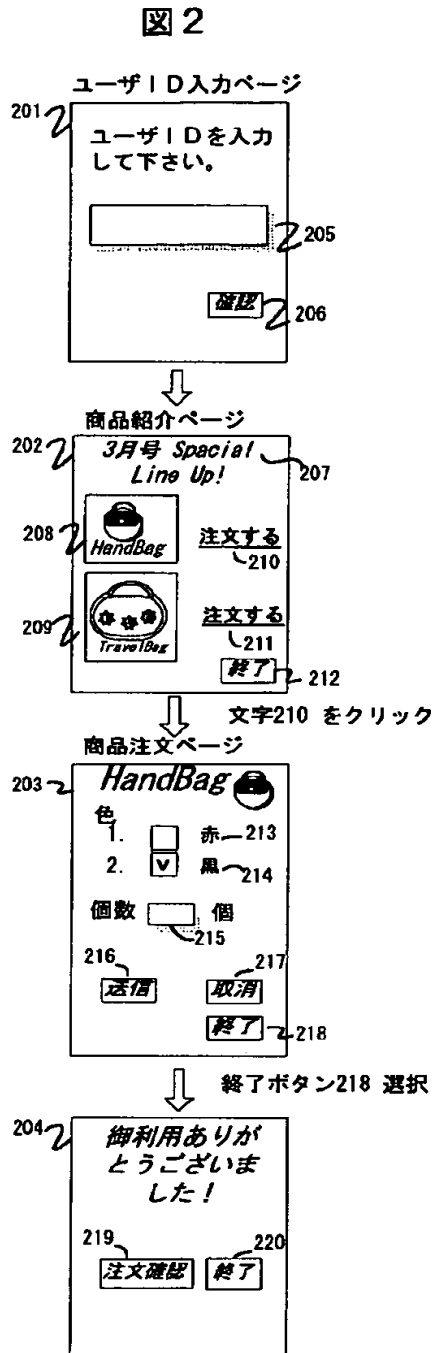 図2
ユーザID入力ページ
201
ユーザIDを入力
して下さい。
205
確認
206
商品紹介ページ
202
3月号 Spacial
Line Up!
207
208
HandBag
注文する
210
209
TravelBag
注文する
211
終了
212
文字210 をクリック
商品注文ページ
203
HandBag
色
1. 赤 213
2. v 黒 214
個数 個
215
216
送信
217
取消
終了
218
終了ボタン218 選択
204
御利用ありが
とうございま
した!
219
注文確認
220
終了